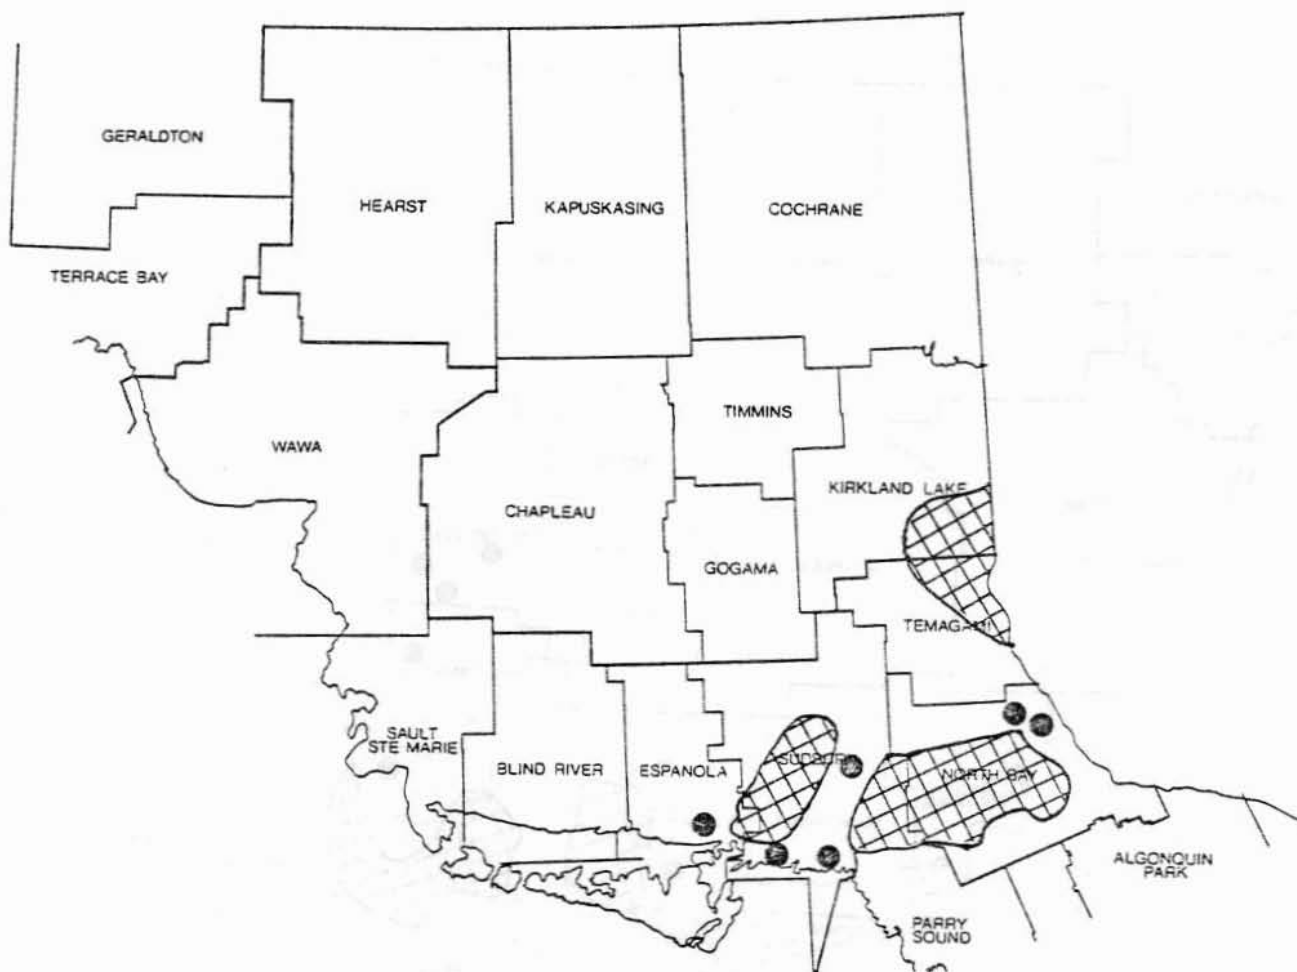 GERALDTON
HEARST
KAPUSKASING
COCHRANE
TERRACE BAY
TIMMINS
WAWA
KIRKLAND LAKE
CHAPLEAU
GOGAMA
TEMAGAMI
SAULT
STE MARIE
BLIND RIVER
ESPANOLA
SUDBURY
NORTH BAY
ALGONQUIN
PARK
PARRY
SOUND